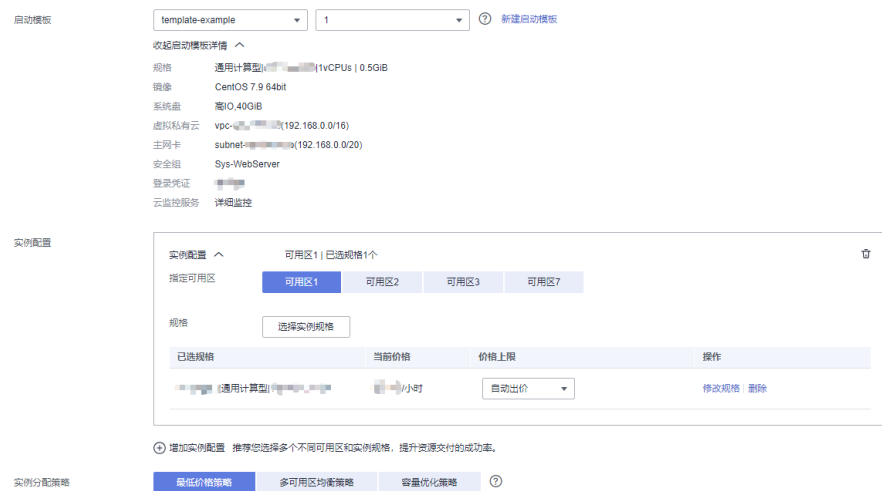 启动模板 template-example 1 新建启动模板
收起启动模板详情
规格 通用计算型| |1vCPUs | 0.5GiB
镜像 CentOS 7.9 64bit
系统盘 高IO,40GiB
虚拟私有云 vpc- (192.168.0.0/16)
主网卡 subnet- (192.168.0.0/20)
安全组 Sys-WebServer
登录凭证
云监控服务 详细监控
实例配置
实例配置 可用区1 | 已选规格1个
指定可用区 可用区1 可用区2 可用区3 可用区7
规格 选择实例规格
已选规格 当前价格 价格上限 操作
|通用计算型| /小时 自动出价 修改规格 删除
增加实例配置 推荐您选择多个不同可用区和实例规格，提升资源交付的成功率。
实例分配策略 最低价格策略 多可用区均衡策略 容量优化策略